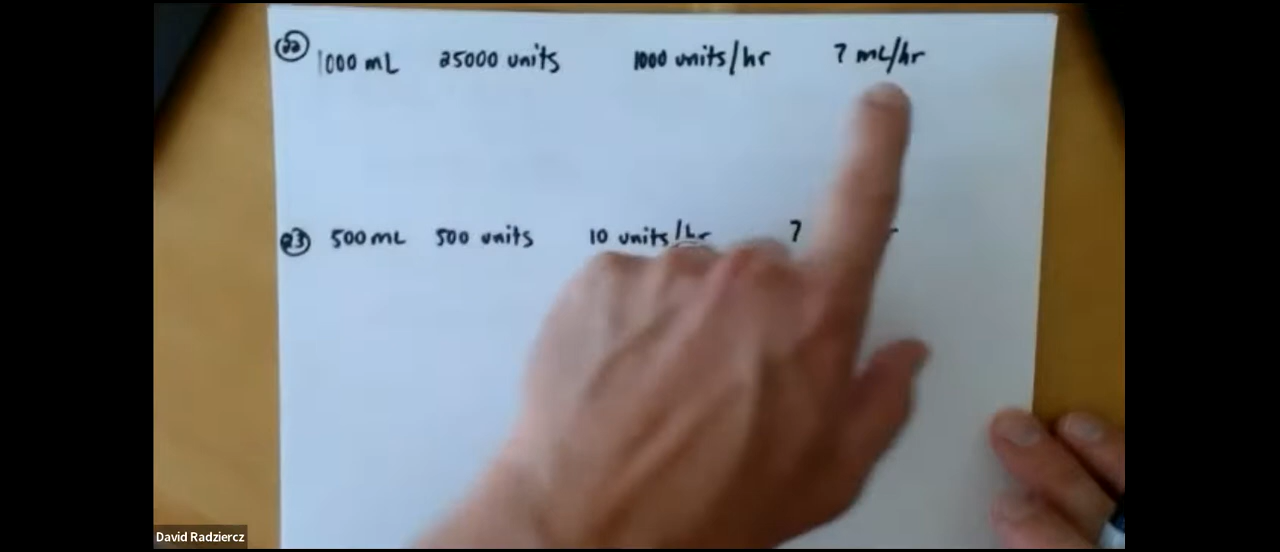 22 1000 mL 25000 units 1000 units/hr ? mL/hr
23 500 mL 500 units 10 units/hr ?
David Radziercz